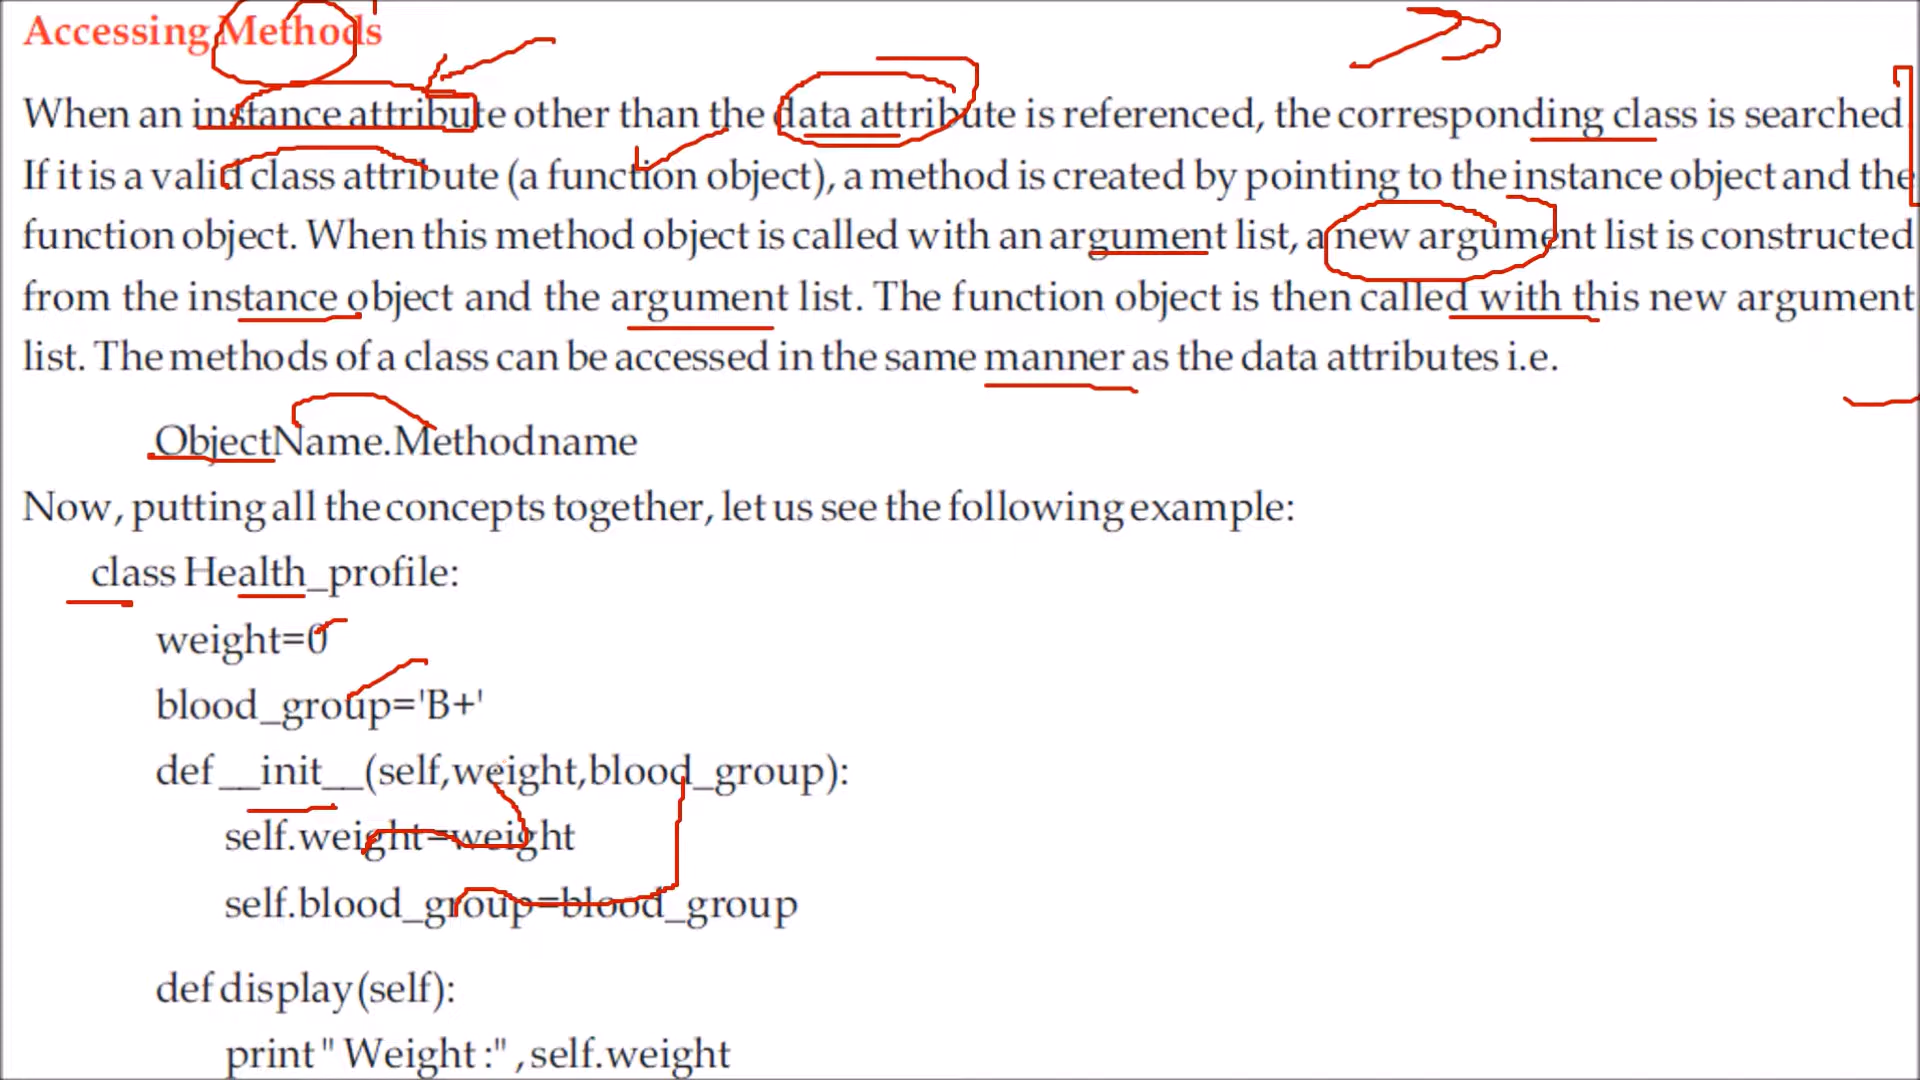 Accessing Methods
When an instance attribute other than the data attribute is referenced, the corresponding class is searched.
If it is a valid class attribute (a function object), a method is created by pointing to the instance object and the
function object. When this method object is called with an argument list, a new argument list is constructed
from the instance object and the argument list. The function object is then called with this new argument
list. The methods of a class can be accessed in the same manner as the data attributes i.e.
ObjectName.Methodname
Now, putting all the concepts together, let us see the following example:
class Health_profile:
weight=0
blood_group='B+'
def __init__(self,weight,blood_group):
self.weight=weight
self.blood_group=blood_group
def display(self):
print " Weight :" , self.weight